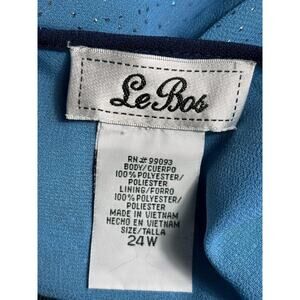 Le Bos
RN# 99093
BODY/CUERPO
100% POLYESTER/
POLIESTER
LINING/FORRO
100% POLYESTER/
POLIESTER
MADE IN VIETNAM
HECHO EN VIETNAM
SIZE/TALLA
24W